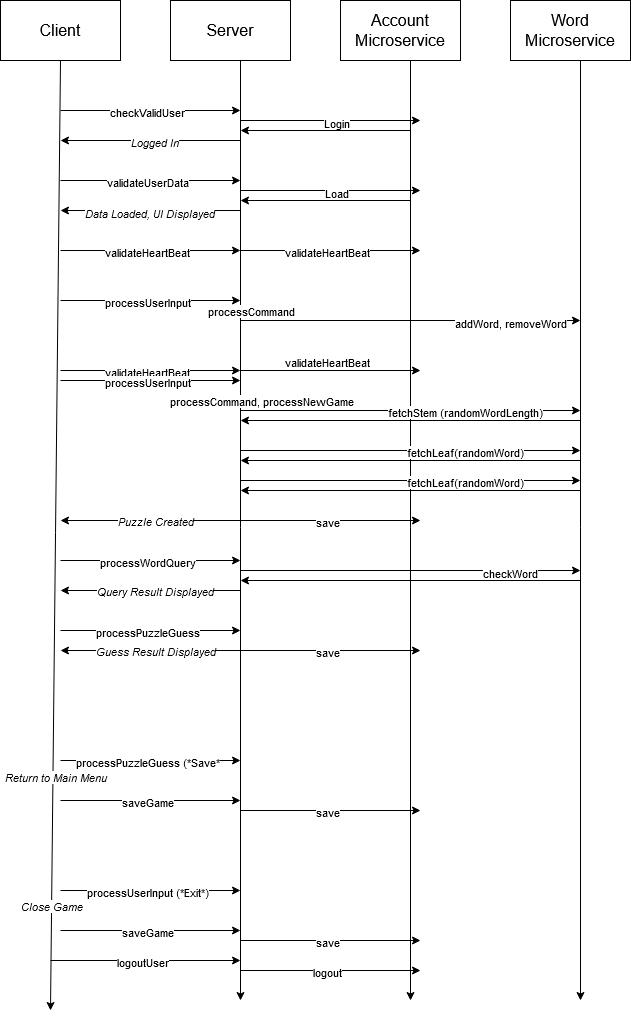 Client
Server
Account
Microservice
Word
Microservice
checkValidUser
Login
Logged In
validateUserData
Load
Data Loaded, UI Displayed
validateHeartBeat
validateHeartBeat
processUserInput
processCommand
addWord, removeWord
validateHeartBeat
validateHeartBeat
processUserInput
processCommand, processNewGame
fetchStem (randomWordLength)
fetchLeaf(randomWord)
fetchLeaf(randomWord)
Puzzle Created
save
processWordQuery
checkWord
Query Result Displayed
processPuzzleGuess
Guess Result Displayed
save
processPuzzleGuess (*Save*
Return to Main Menu
saveGame
save
processUserInput (*Exit*)
Close Game
saveGame
save
logoutUser
logout